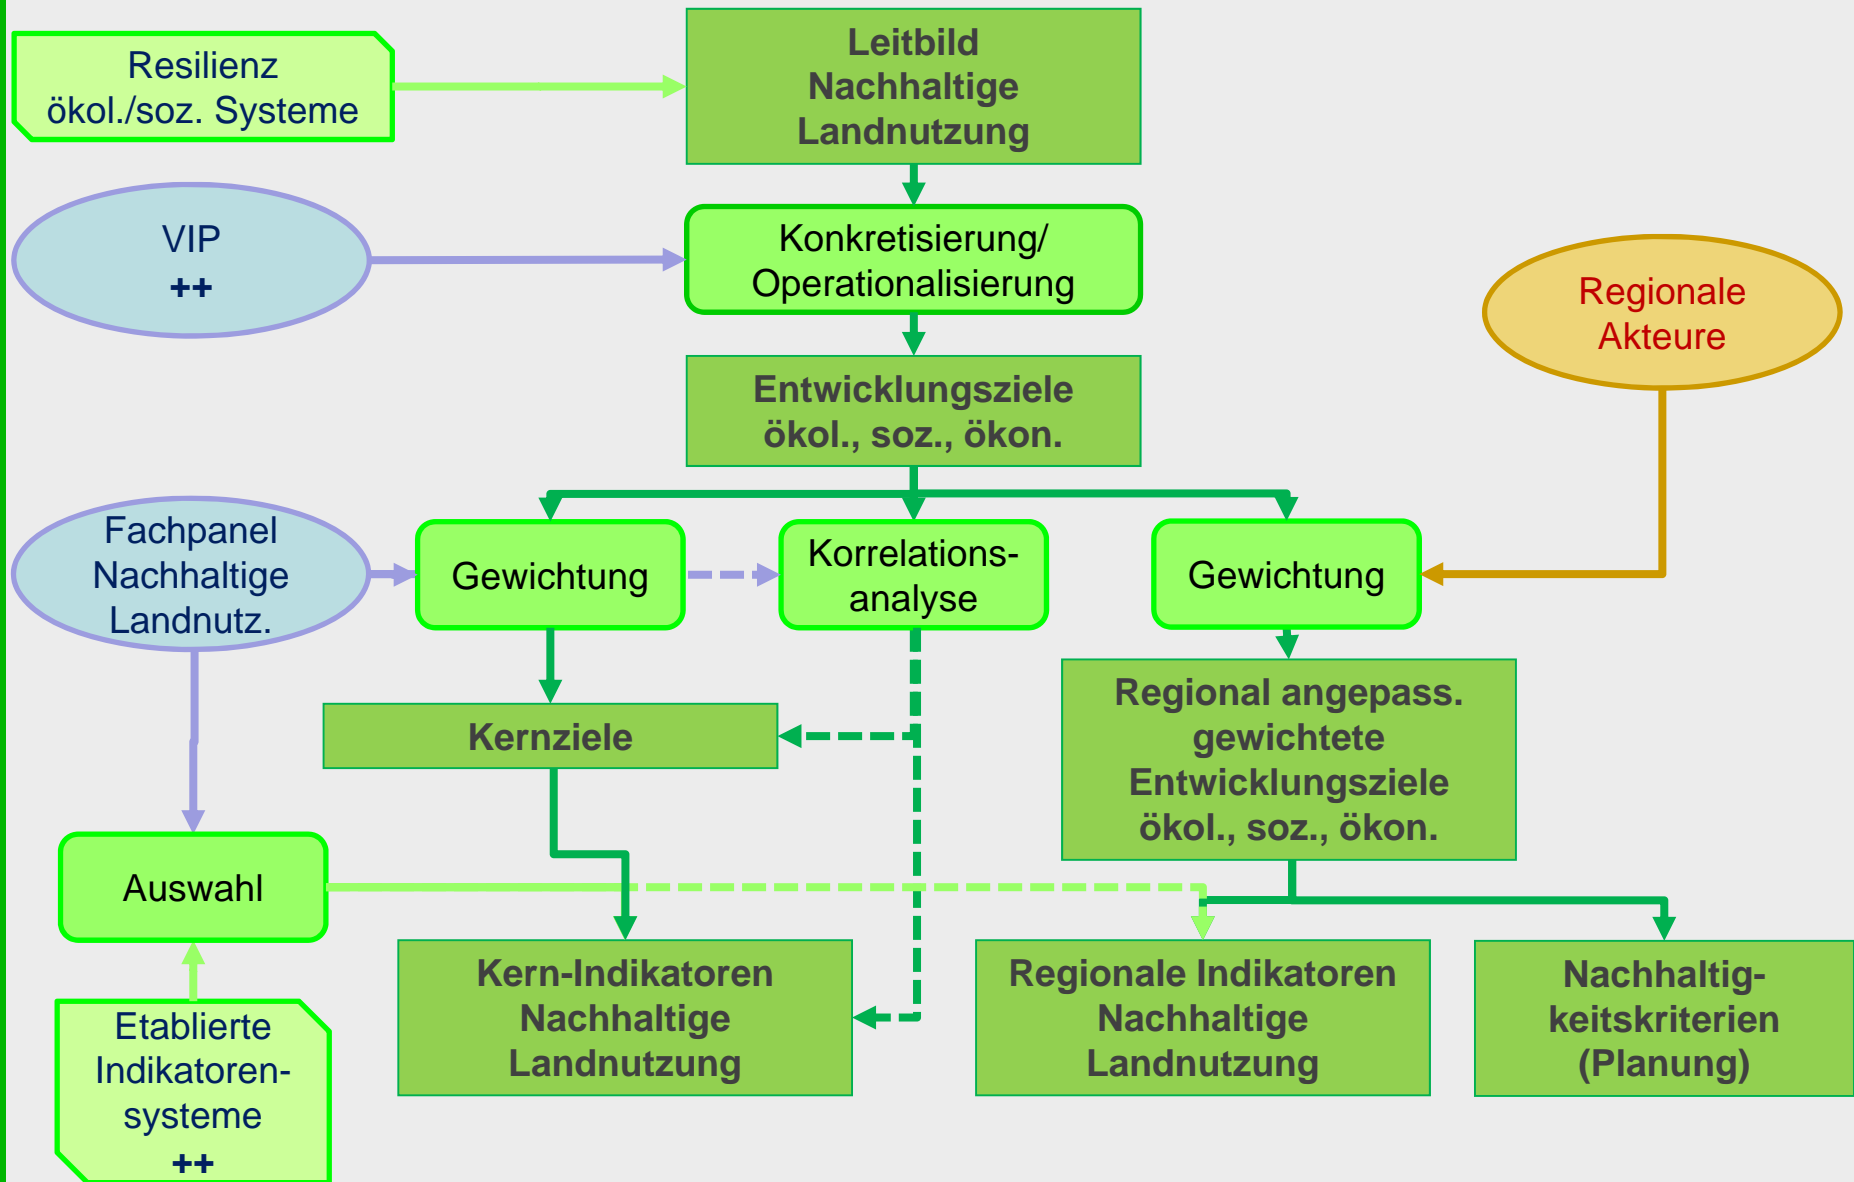 Resilienz
ökol./soz. Systeme
Leitbild
Nachhaltige
Landnutzung
VIP
++
Konkretisierung/
Operationalisierung
Regionale
Akteure
Entwicklungsziele
ökol., soz., ökon.
Fachpanel
Nachhaltige
Landnutz.
Gewichtung
Korrelations-
analyse
Gewichtung
Kernziele
Regional angepass.
gewichtete
Entwicklungsziele
ökol., soz., ökon.
Auswahl
Etablierte
Indikatoren-
systeme
++
Kern-Indikatoren
Nachhaltige
Landnutzung
Regionale Indikatoren
Nachhaltige
Landnutzung
Nachhaltig-
keitskriterien
(Planung)